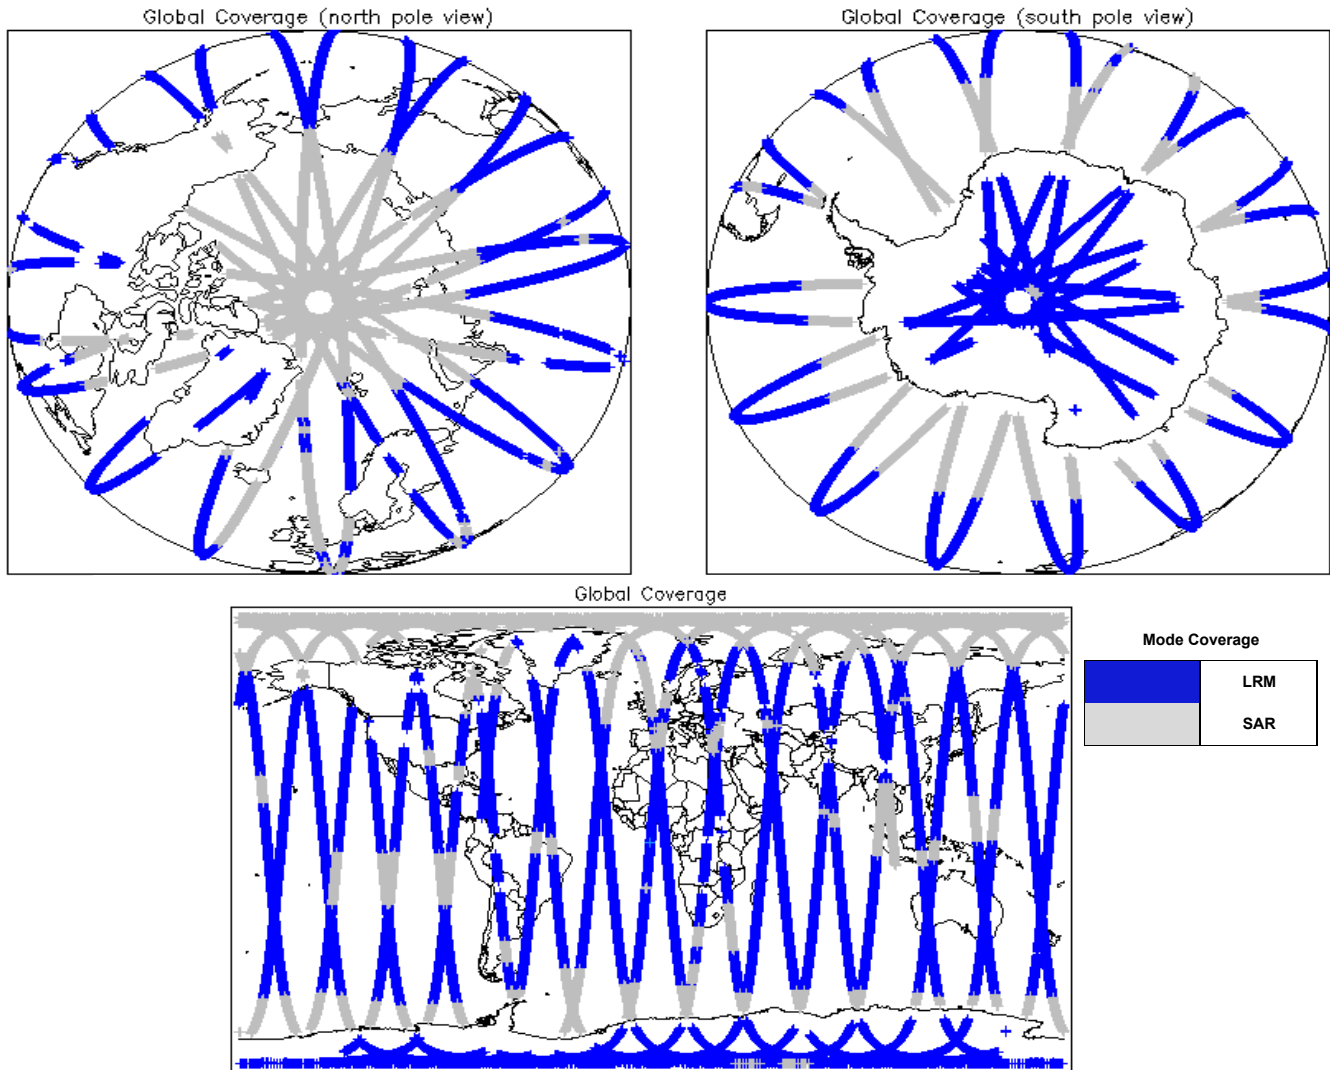 Global Coverage (north pole view)
Global Coverage (south pole view)
Global Coverage
Mode Coverage
LRM
SAR